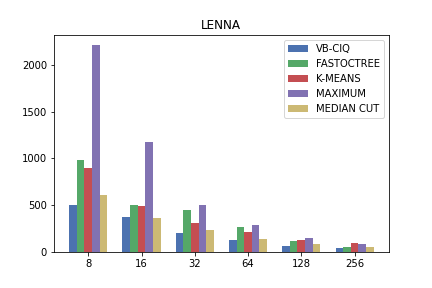 LENNA
VB-CIQ
FASTOCTREE
K-MEANS
MAXIMUM
MEDIAN CUT
2000
1500
1000
500
0
8 16 32 64 128 256